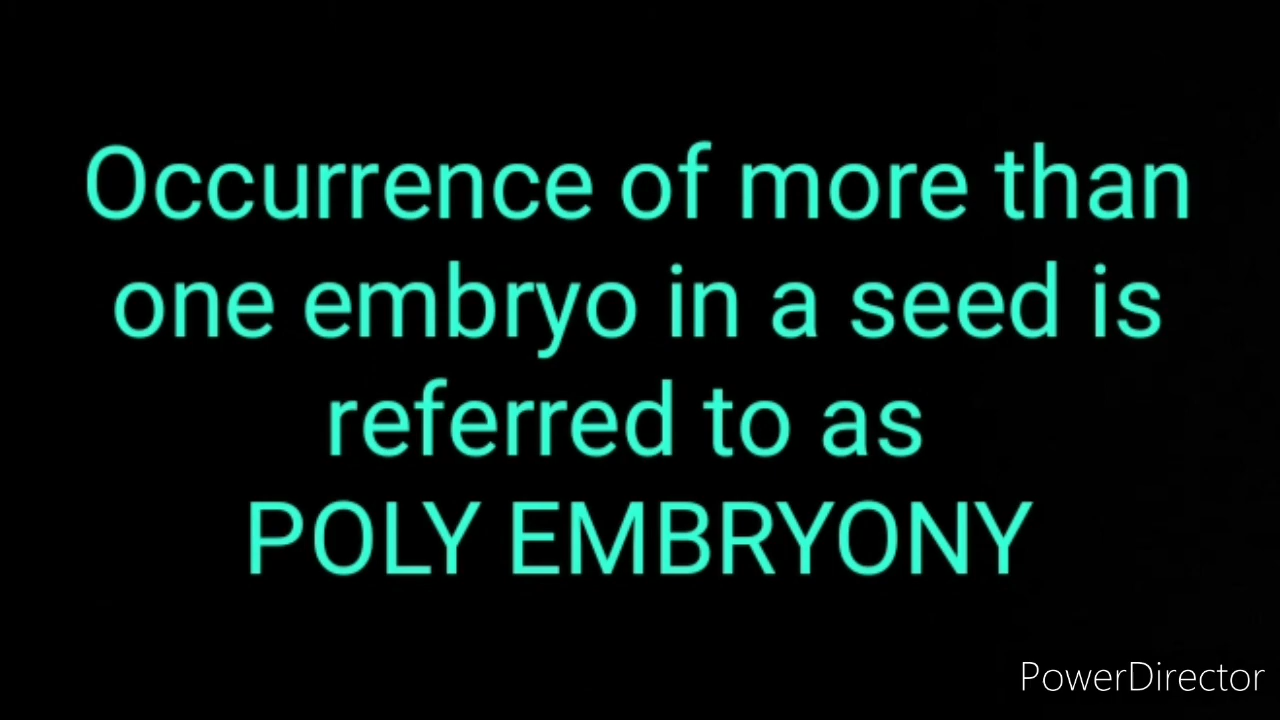 Occurrence of more than
one embryo in a seed is
referred to as
POLY EMBRYONY
PowerDirector